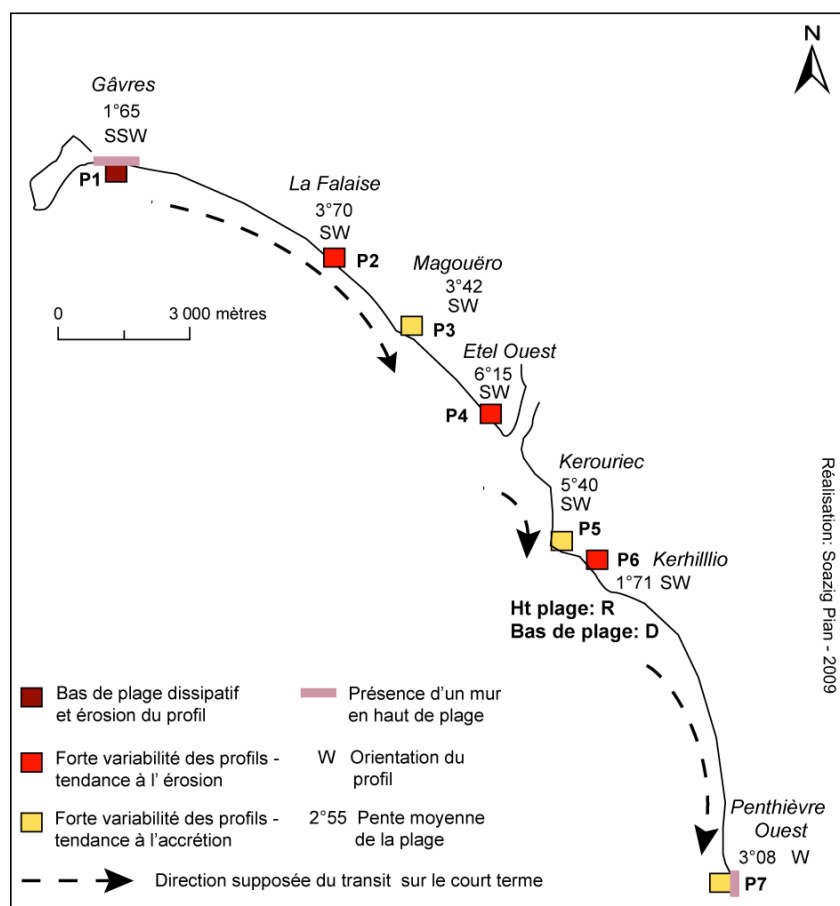 N
Gâvres
1°65
SSW
P1
La Falaise
3°70
SW
P2
Magouëro
3°42
SW
P3
0 3 000 mètres
Etel Ouest
6°15
SW
P4
Kerouriec
5°40
SW
P5
P6 Kerhilllio
1°71 SW
Ht plage: R
Bas de plage: D
Réalisation: Soazig Pian - 2009
Bas de plage dissipatif
et érosion du profil
Présence d'un mur
en haut de plage
Forte variabilité des profils -
tendance à l' érosion
W Orientation du
profil
Forte variabilité des profils -
tendance à l'accrétion
2°55 Pente moyenne
de la plage
Direction supposée du transit sur le court terme
Penthièvre
Ouest
3°08 W
P7